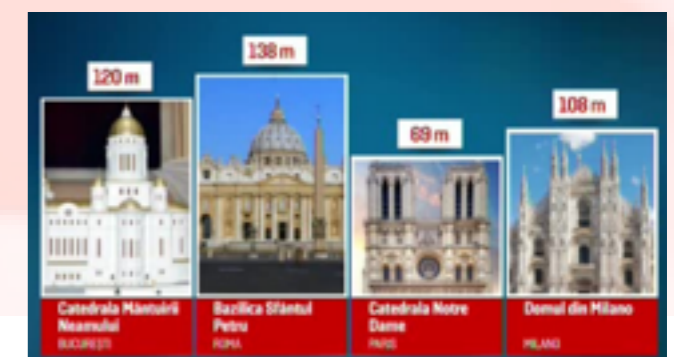 120 m
138 m
69 m
108 m
Catedrala Mântuirii
Neamului
BUCUREȘTI
Bazilica Sfântul
Petru
ROMA
Catedrala Notre
Dame
PARIS
Domul din Milano
MILANO